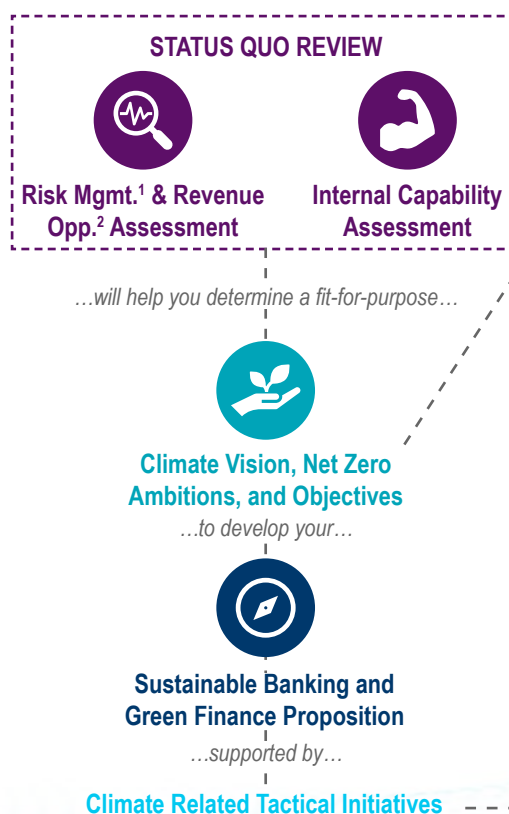 STATUS QUO REVIEW
Risk Mgmt.¹ & Revenue
Opp.² Assessment
Internal Capability
Assessment
…will help you determine a fit-for-purpose…
Climate Vision, Net Zero
Ambitions, and Objectives
…to develop your…
Sustainable Banking and
Green Finance Proposition
…supported by…
Climate Related Tactical Initiatives